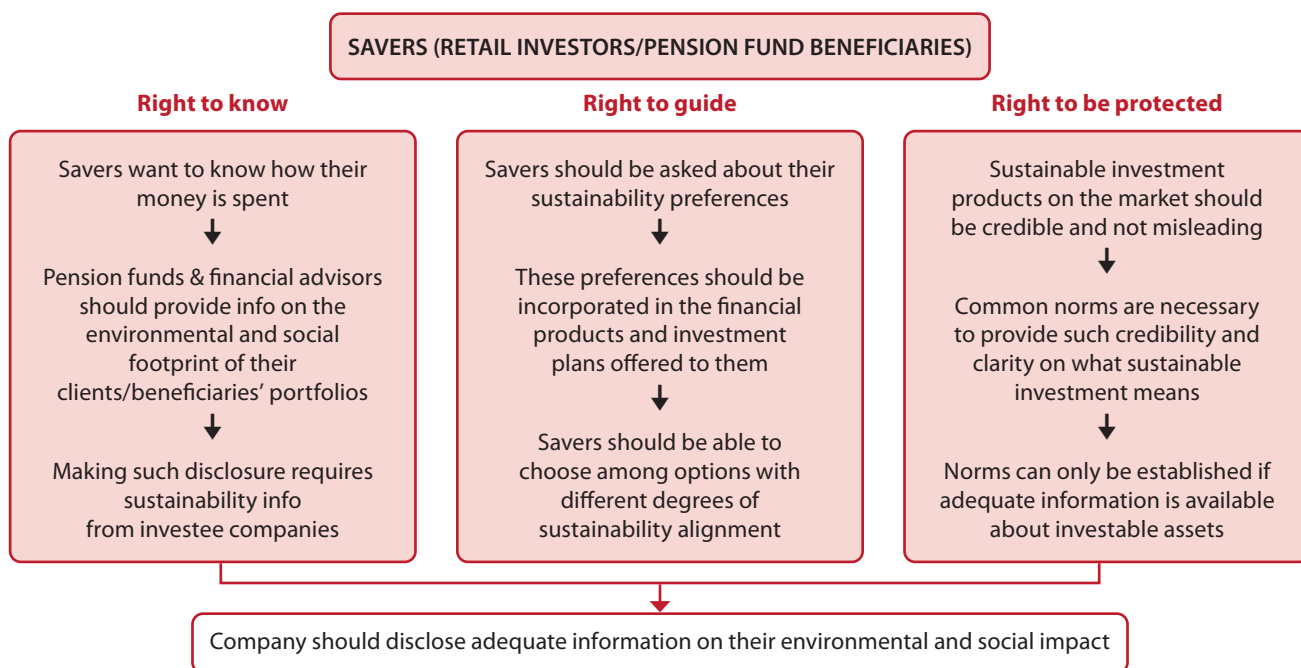 SAVERS (RETAIL INVESTORS/PENSION FUND BENEFICIARIES)
Right to know
Savers want to know how their
money is spent
Pension funds & financial advisors
should provide info on the
environmental and social
footprint of their
clients/beneficiaries’ portfolios
Making such disclosure requires
sustainability info
from investee companies
Right to guide
Savers should be asked about their
sustainability preferences
These preferences should be
incorporated in the financial
products and investment
plans offered to them
Savers should be able to
choose among options with
different degrees of
sustainability alignment
Right to be protected
Sustainable investment
products on the market should
be credible and not misleading
Common norms are necessary
to provide such credibility and
clarity on what sustainable
investment means
Norms can only be established if
adequate information is available
about investable assets
Company should disclose adequate information on their environmental and social impact